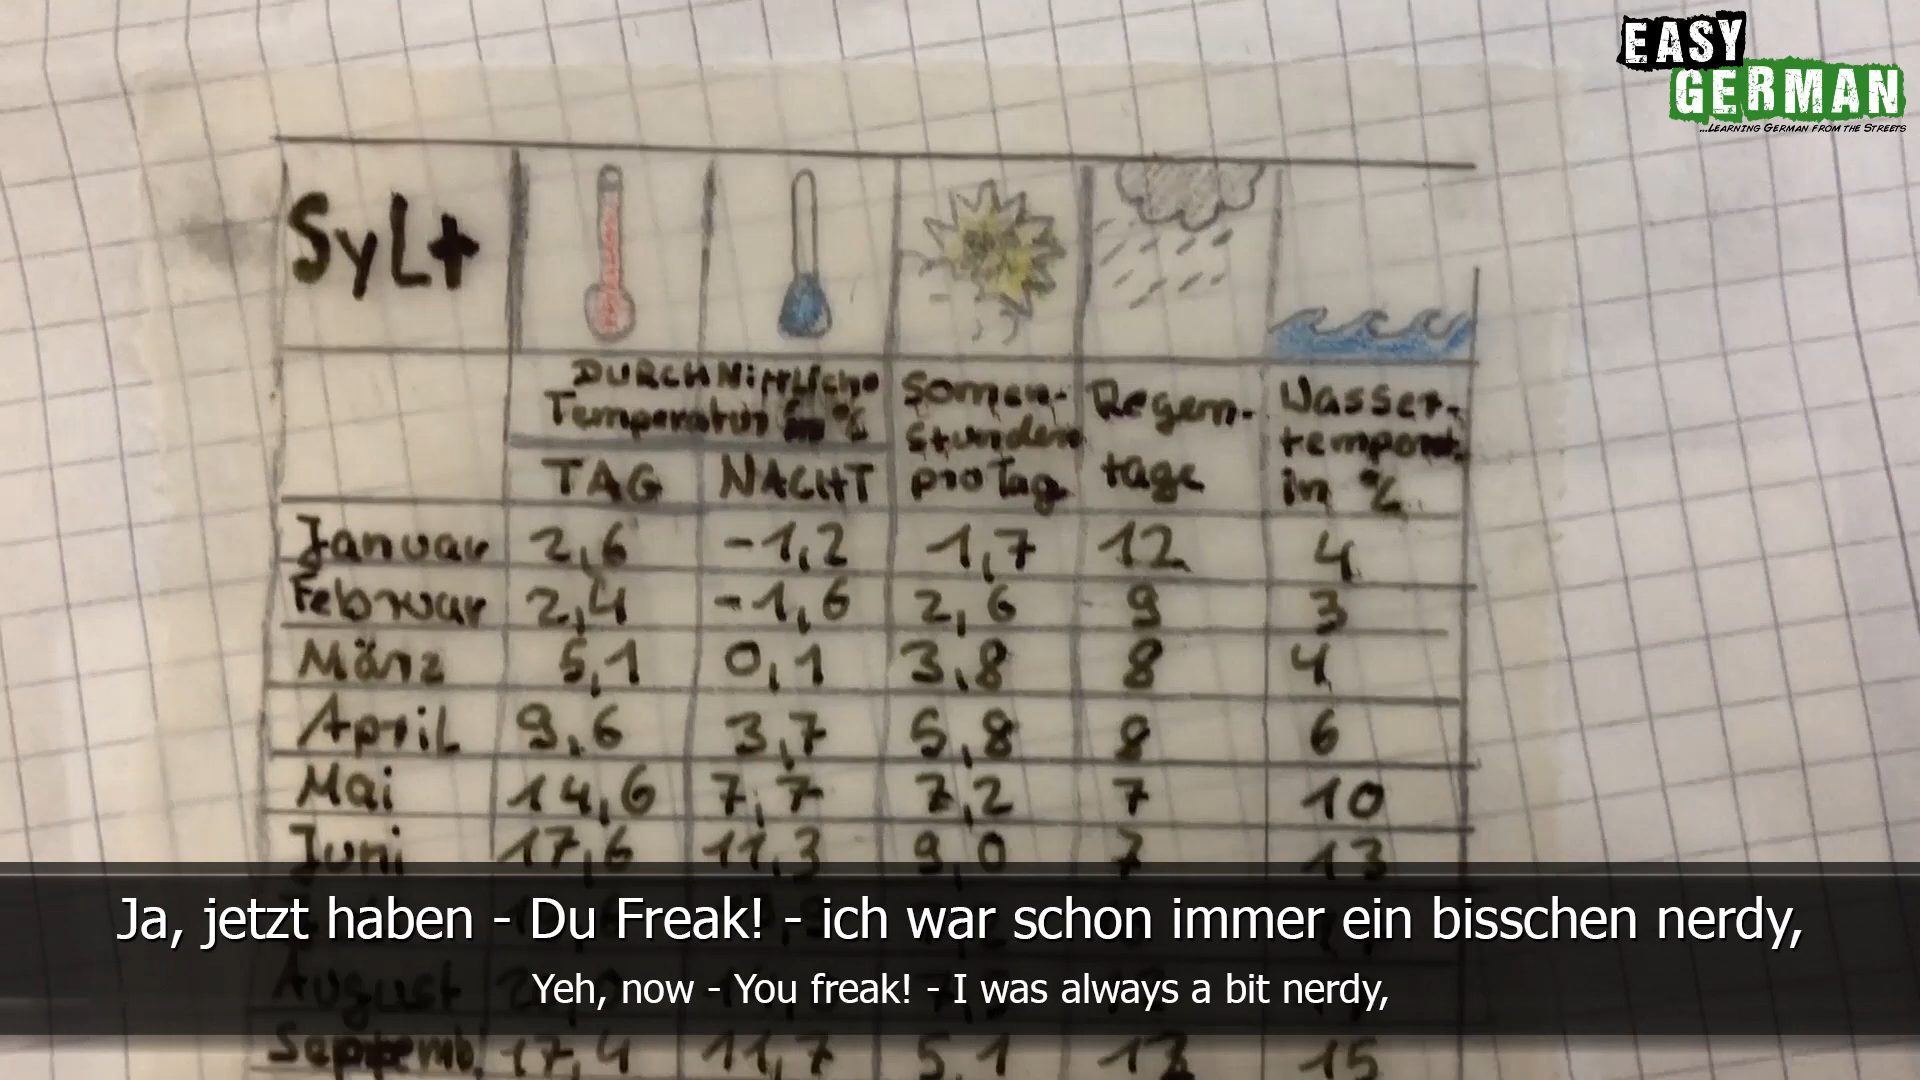 EASY
GERMAN
...LEARNING GERMAN FROM THE STREETS
SyLt
DURCHNittLiche
Temperatur in °C
Sonnen-
stunden
pro Tag
Regen-
tage
Wasser-
temperat.
in °C
TAG NACHT
Januar 2,6 -1,2 1,7 12 4
Februar 2,4 -1,6 2,6 9 3
März 5,1 0,1 3,8 8 4
ApriL 9,6 3,7 5,8 8 6
Mai 14,6 7,7 7,2 7 10
Juni 17,6 11,3 9,0 7 13
Ja, jetzt haben - Du Freak! - ich war schon immer ein bisschen nerdy,
Yeh, now - You freak! - I was always a bit nerdy,
August
Septemb. 17,4 11,7 5,1 15